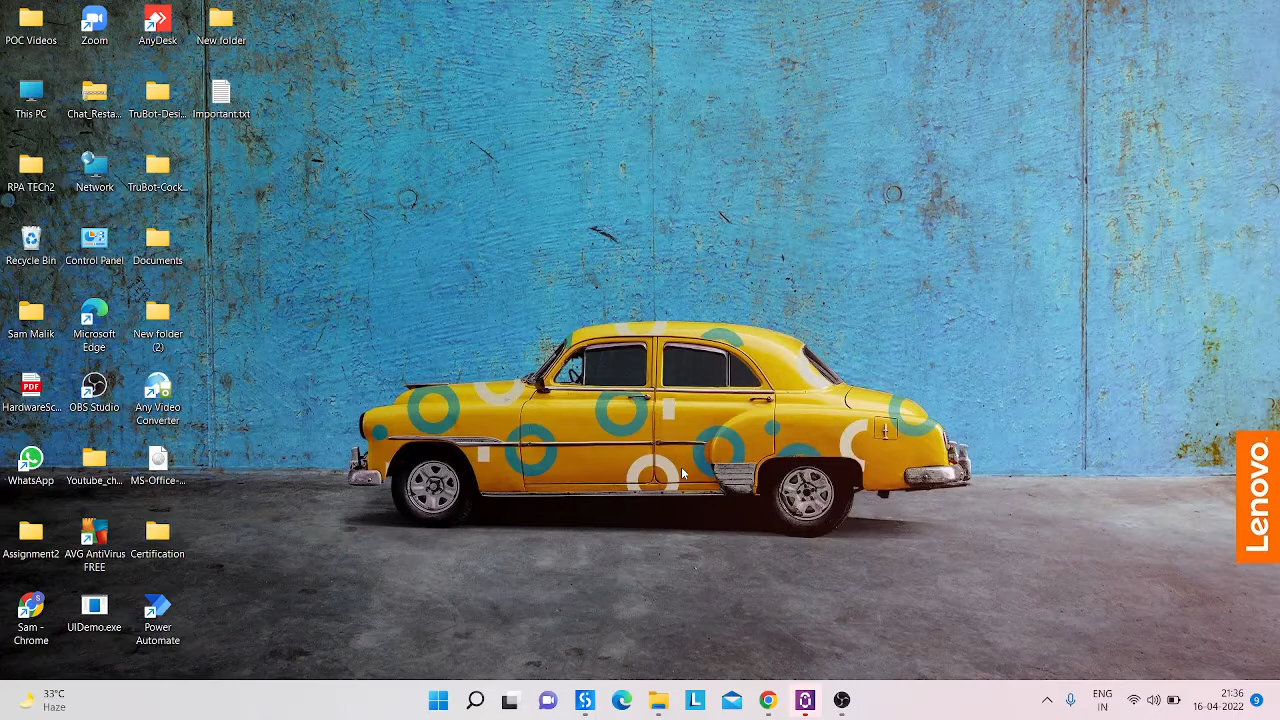 POC Videos
Zoom
AnyDesk
New folder
This PC
Chat_Resta...
TruBot-Desi...
Important.txt
RPA TECh2
Network
TruBot-Cock...
Recycle Bin
Control Panel
Documents
Sam Malik
Microsoft
Edge
New folder
(2)
PDF
HardwareSc...
OBS Studio
Any Video
Converter
WhatsApp
Youtube_ch...
MS-Office-...
Assignment2
AVG AntiVirus
FREE
Certification
S
Sam -
Chrome
UIDemo.exe
Power
Automate
Lenovo
33°C
Haze
L
ENG
IN
21:36
16-04-2022
9